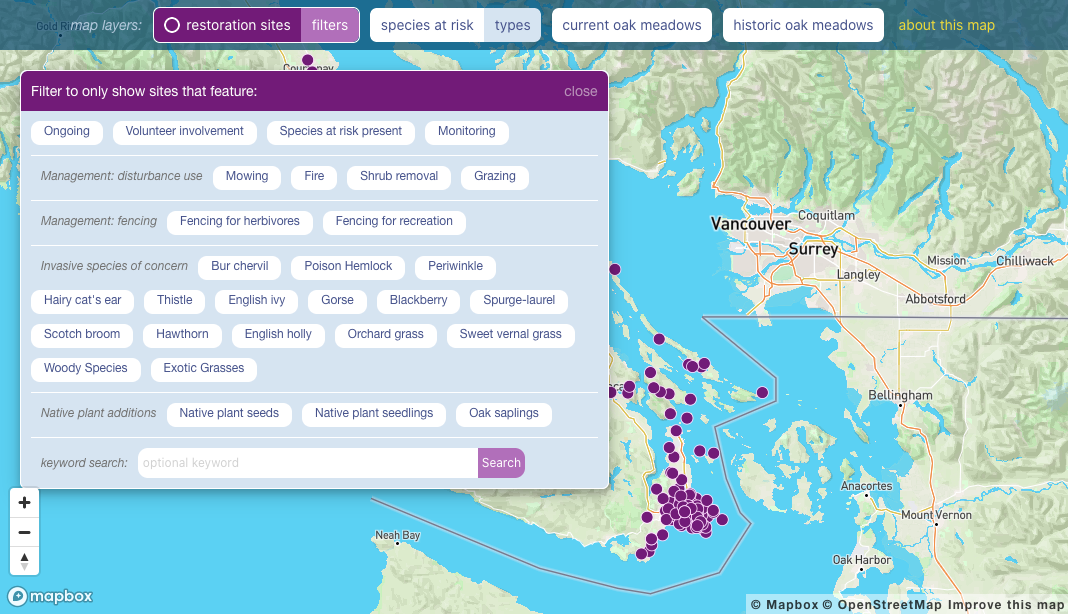 map layers: restoration sites filters species at risk types current oak meadows historic oak meadows about this map
Filter to only show sites that feature: close
Ongoing Volunteer involvement Species at risk present Monitoring
Management: disturbance use Mowing Fire Shrub removal Grazing
Management: fencing Fencing for herbivores Fencing for recreation
Invasive species of concern Bur chervil Poison Hemlock Periwinkle
Hairy cat's ear Thistle English ivy Gorse Blackberry Spurge-laurel
Scotch broom Hawthorn English holly Orchard grass Sweet vernal grass
Woody Species Exotic Grasses
Native plant additions Native plant seeds Native plant seedlings Oak saplings
keyword search: optional keyword Search
Vancouver
Coquitlam
Surrey
Mission
Chilliwack
Langley
Abbotsford
Bellingham
Anacortes
Mount Vernon
Neah Bay
Oak Harbor
mapbox
© Mapbox © OpenStreetMap Improve this map